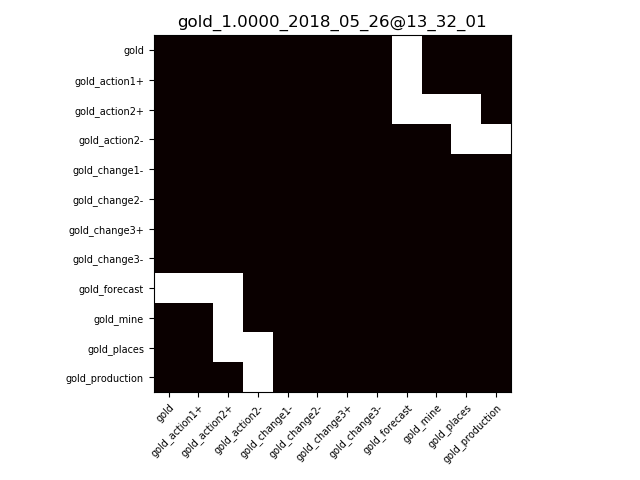 gold_1.0000_2018_05_26@13_32_01
gold
gold_action1+
gold_action2+
gold_action2-
gold_change1-
gold_change2-
gold_change3+
gold_change3-
gold_forecast
gold_mine
gold_places
gold_production
gold
gold_action1+
gold_action2+
gold_action2-
gold_change1-
gold_change2-
gold_change3+
gold_change3-
gold_forecast
gold_mine
gold_places
gold_production